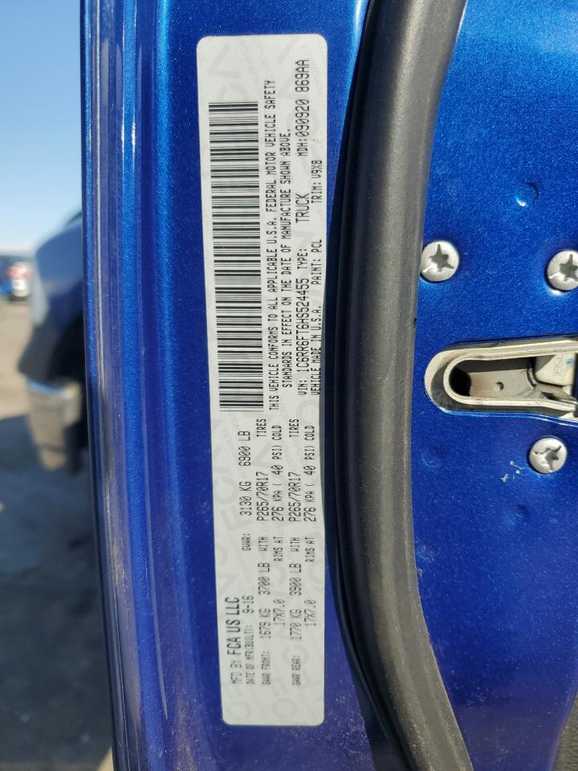 MFD BY: FCA US LLC
DATE OF MFR(BUILT): 9-16 GVWR: 3130 KG 6900 LB
GAWR FRONT: 1679 KG 3700 LB WITH P265/70R17 TIRES
17X7.0 RIMS AT 276 KPA ( 40 PSI) COLD
GAWR REAR: 1770 KG 3900 LB WITH P265/70R17 TIRES
17X7.0 RIMS AT 276 KPA ( 40 PSI) COLD
THIS VEHICLE CONFORMS TO ALL APPLICABLE U.S.A. FEDERAL MOTOR VEHICLE SAFETY
STANDARDS IN EFFECT ON THE DATE OF MANUFACTURE SHOWN ABOVE.
VIN: 1C6RR6FT6HS524455 TYPE: TRUCK MDH: 090920 869AA
VEHICLE MADE IN U.S.A. PAINT: PCL TRIM: V9X8